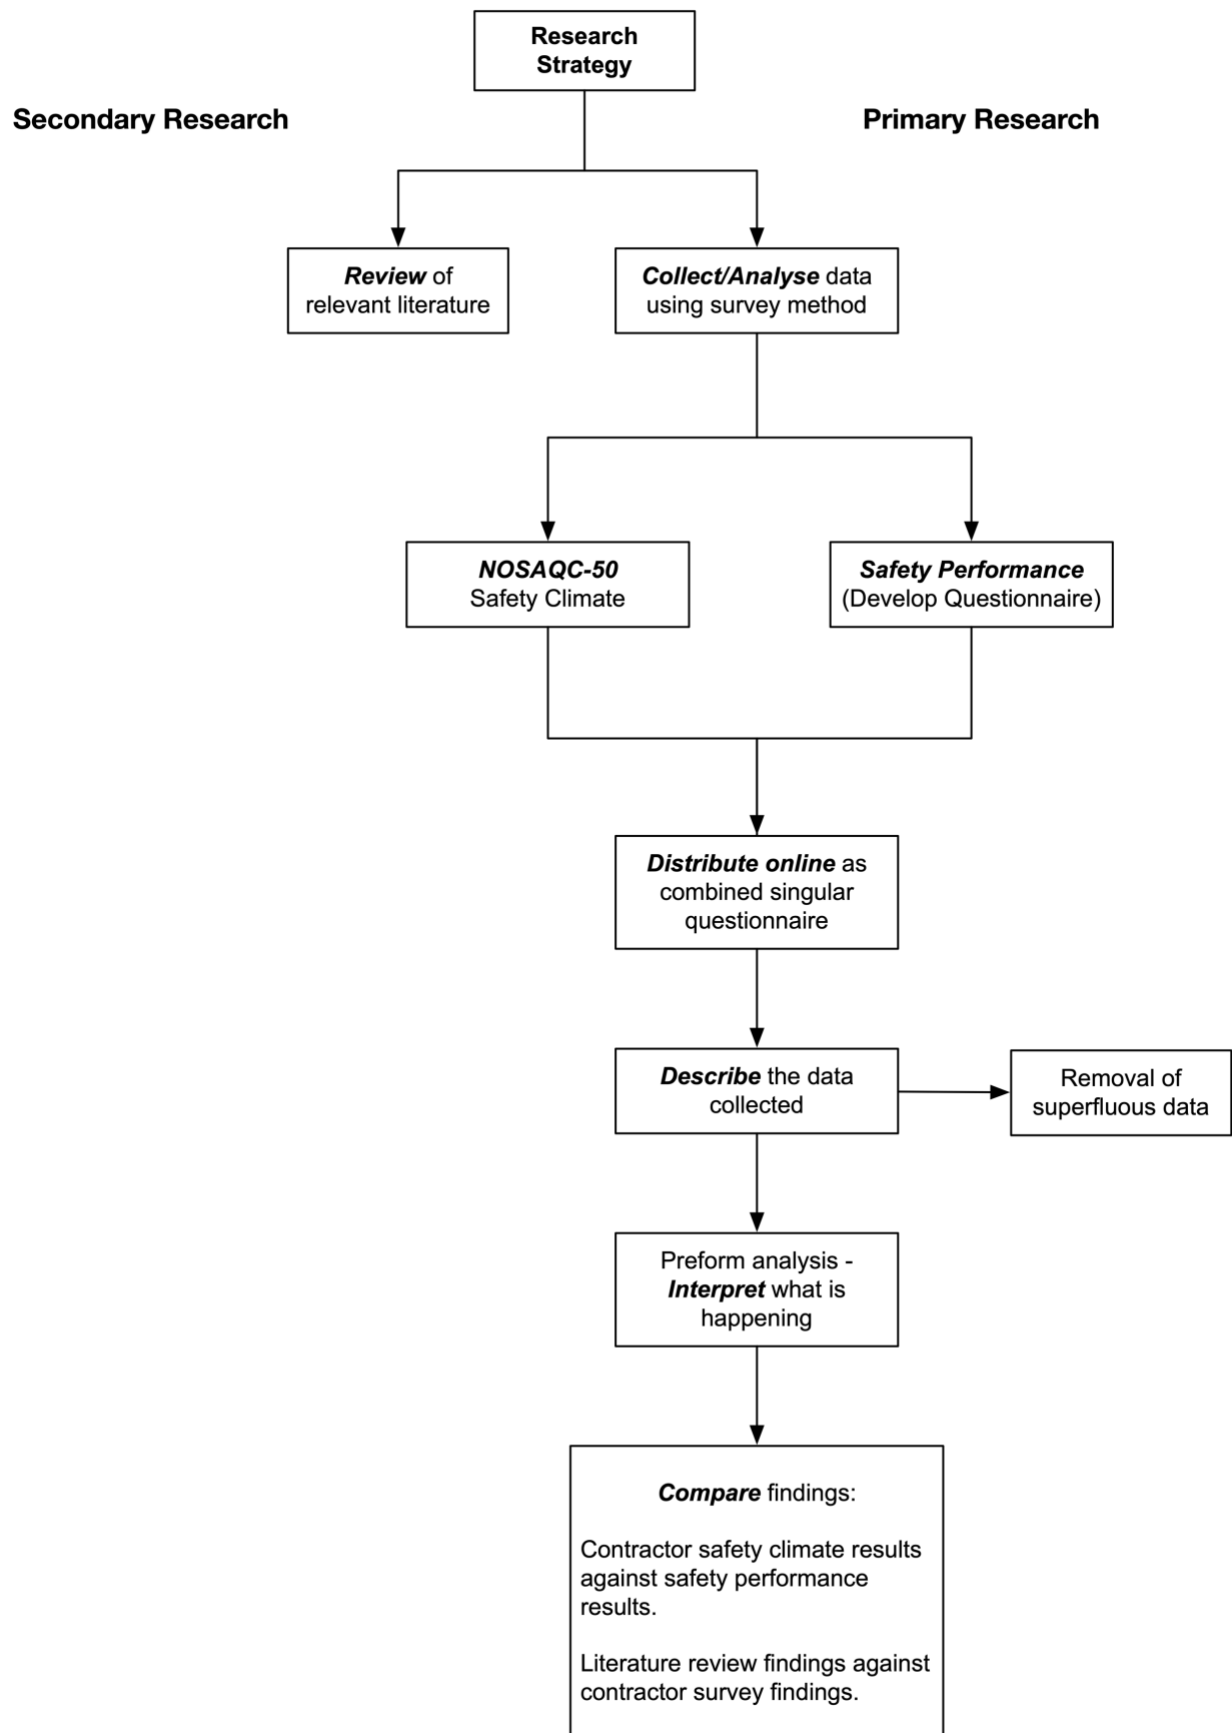 Research
Strategy
Secondary Research
Primary Research
Review of
relevant literature
Collect/Analyse data
using survey method
NOSAQC-50
Safety Climate
Safety Performance
(Develop Questionnaire)
Distribute online as
combined singular
questionnaire
Describe the data
collected
Removal of
superfluous data
Preform analysis -
Interpret what is
happening
Compare findings:
Contractor safety climate results
against safety performance
results.
Literature review findings against
contractor survey findings.